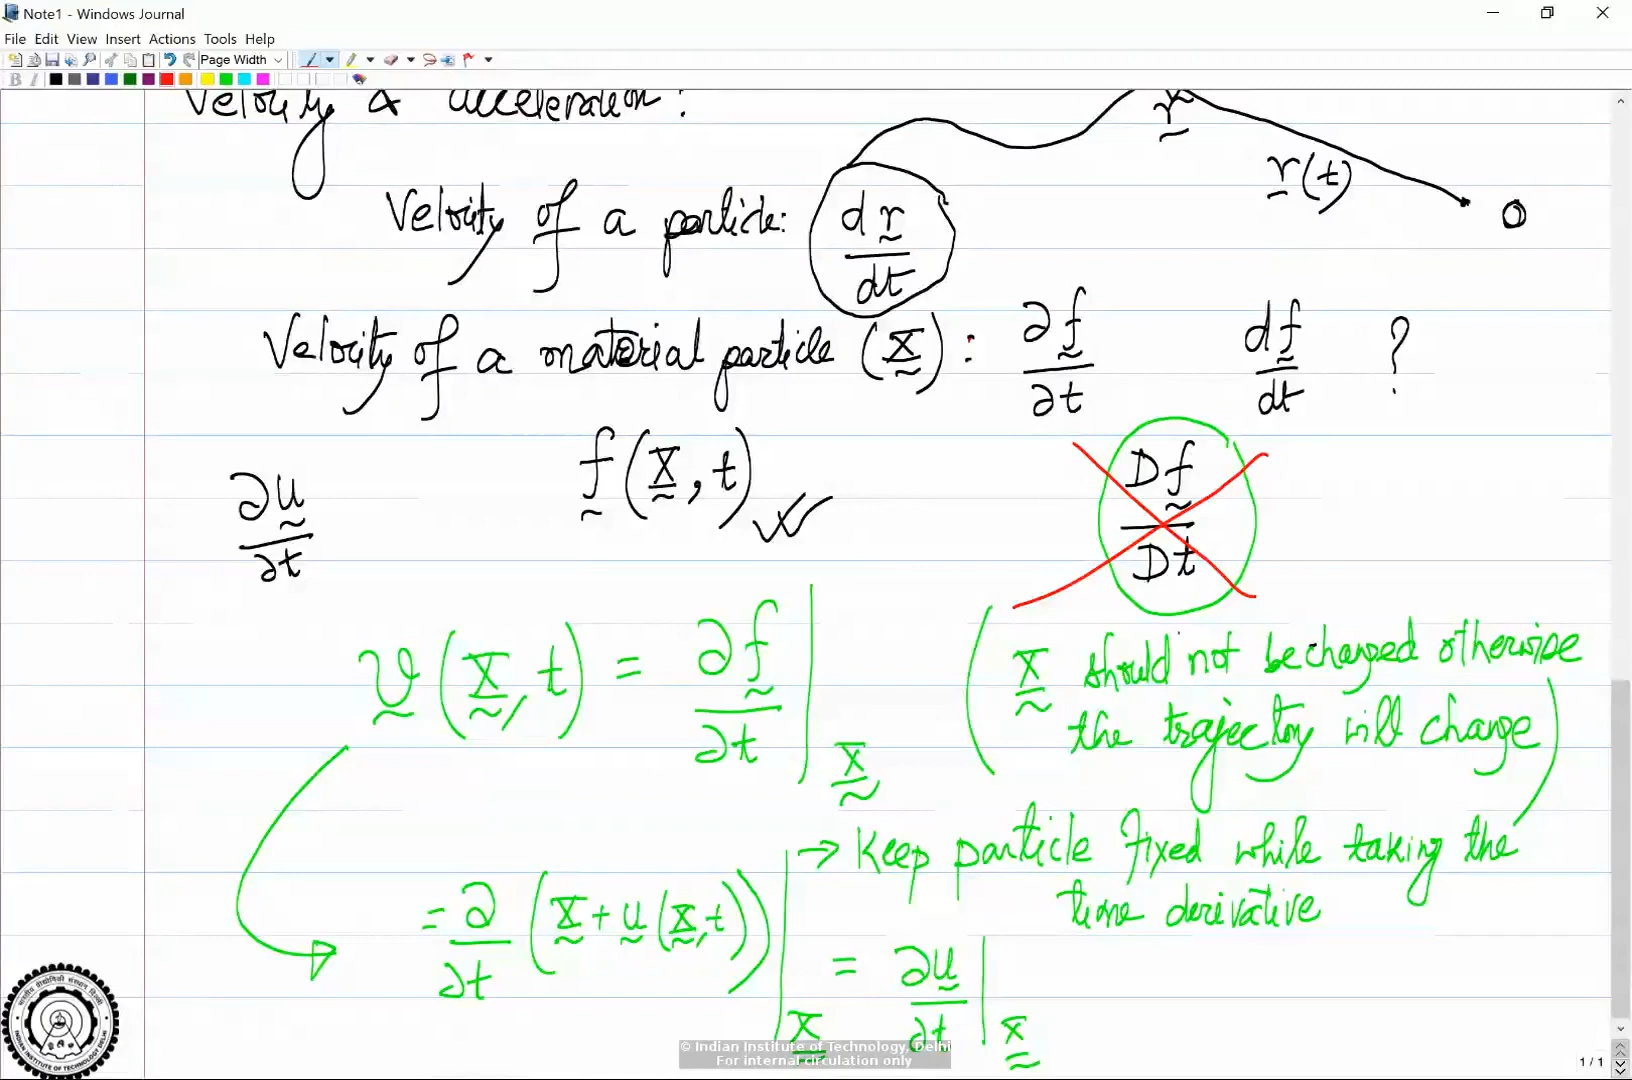 Note1 - Windows Journal
File Edit View Insert Actions Tools Help
Page Width
B I
Velocity & acceleration:
r
r(t)
O
Velocity of a particle: dr/dt
Velocity of a material particle (X): ∂f/∂t df/dt ?
∂u/∂t f(X, t) Df/Dt
v(X, t) = ∂f/∂t |X (X should not be changed otherwise
the trajectory will change)
→ Keep particle fixed while taking the
time derivative
= ∂/∂t (X + u(X, t)) |X = ∂u/∂t |X
© Indian Institute of Technology, Delhi
For internal circulation only
1 / 1